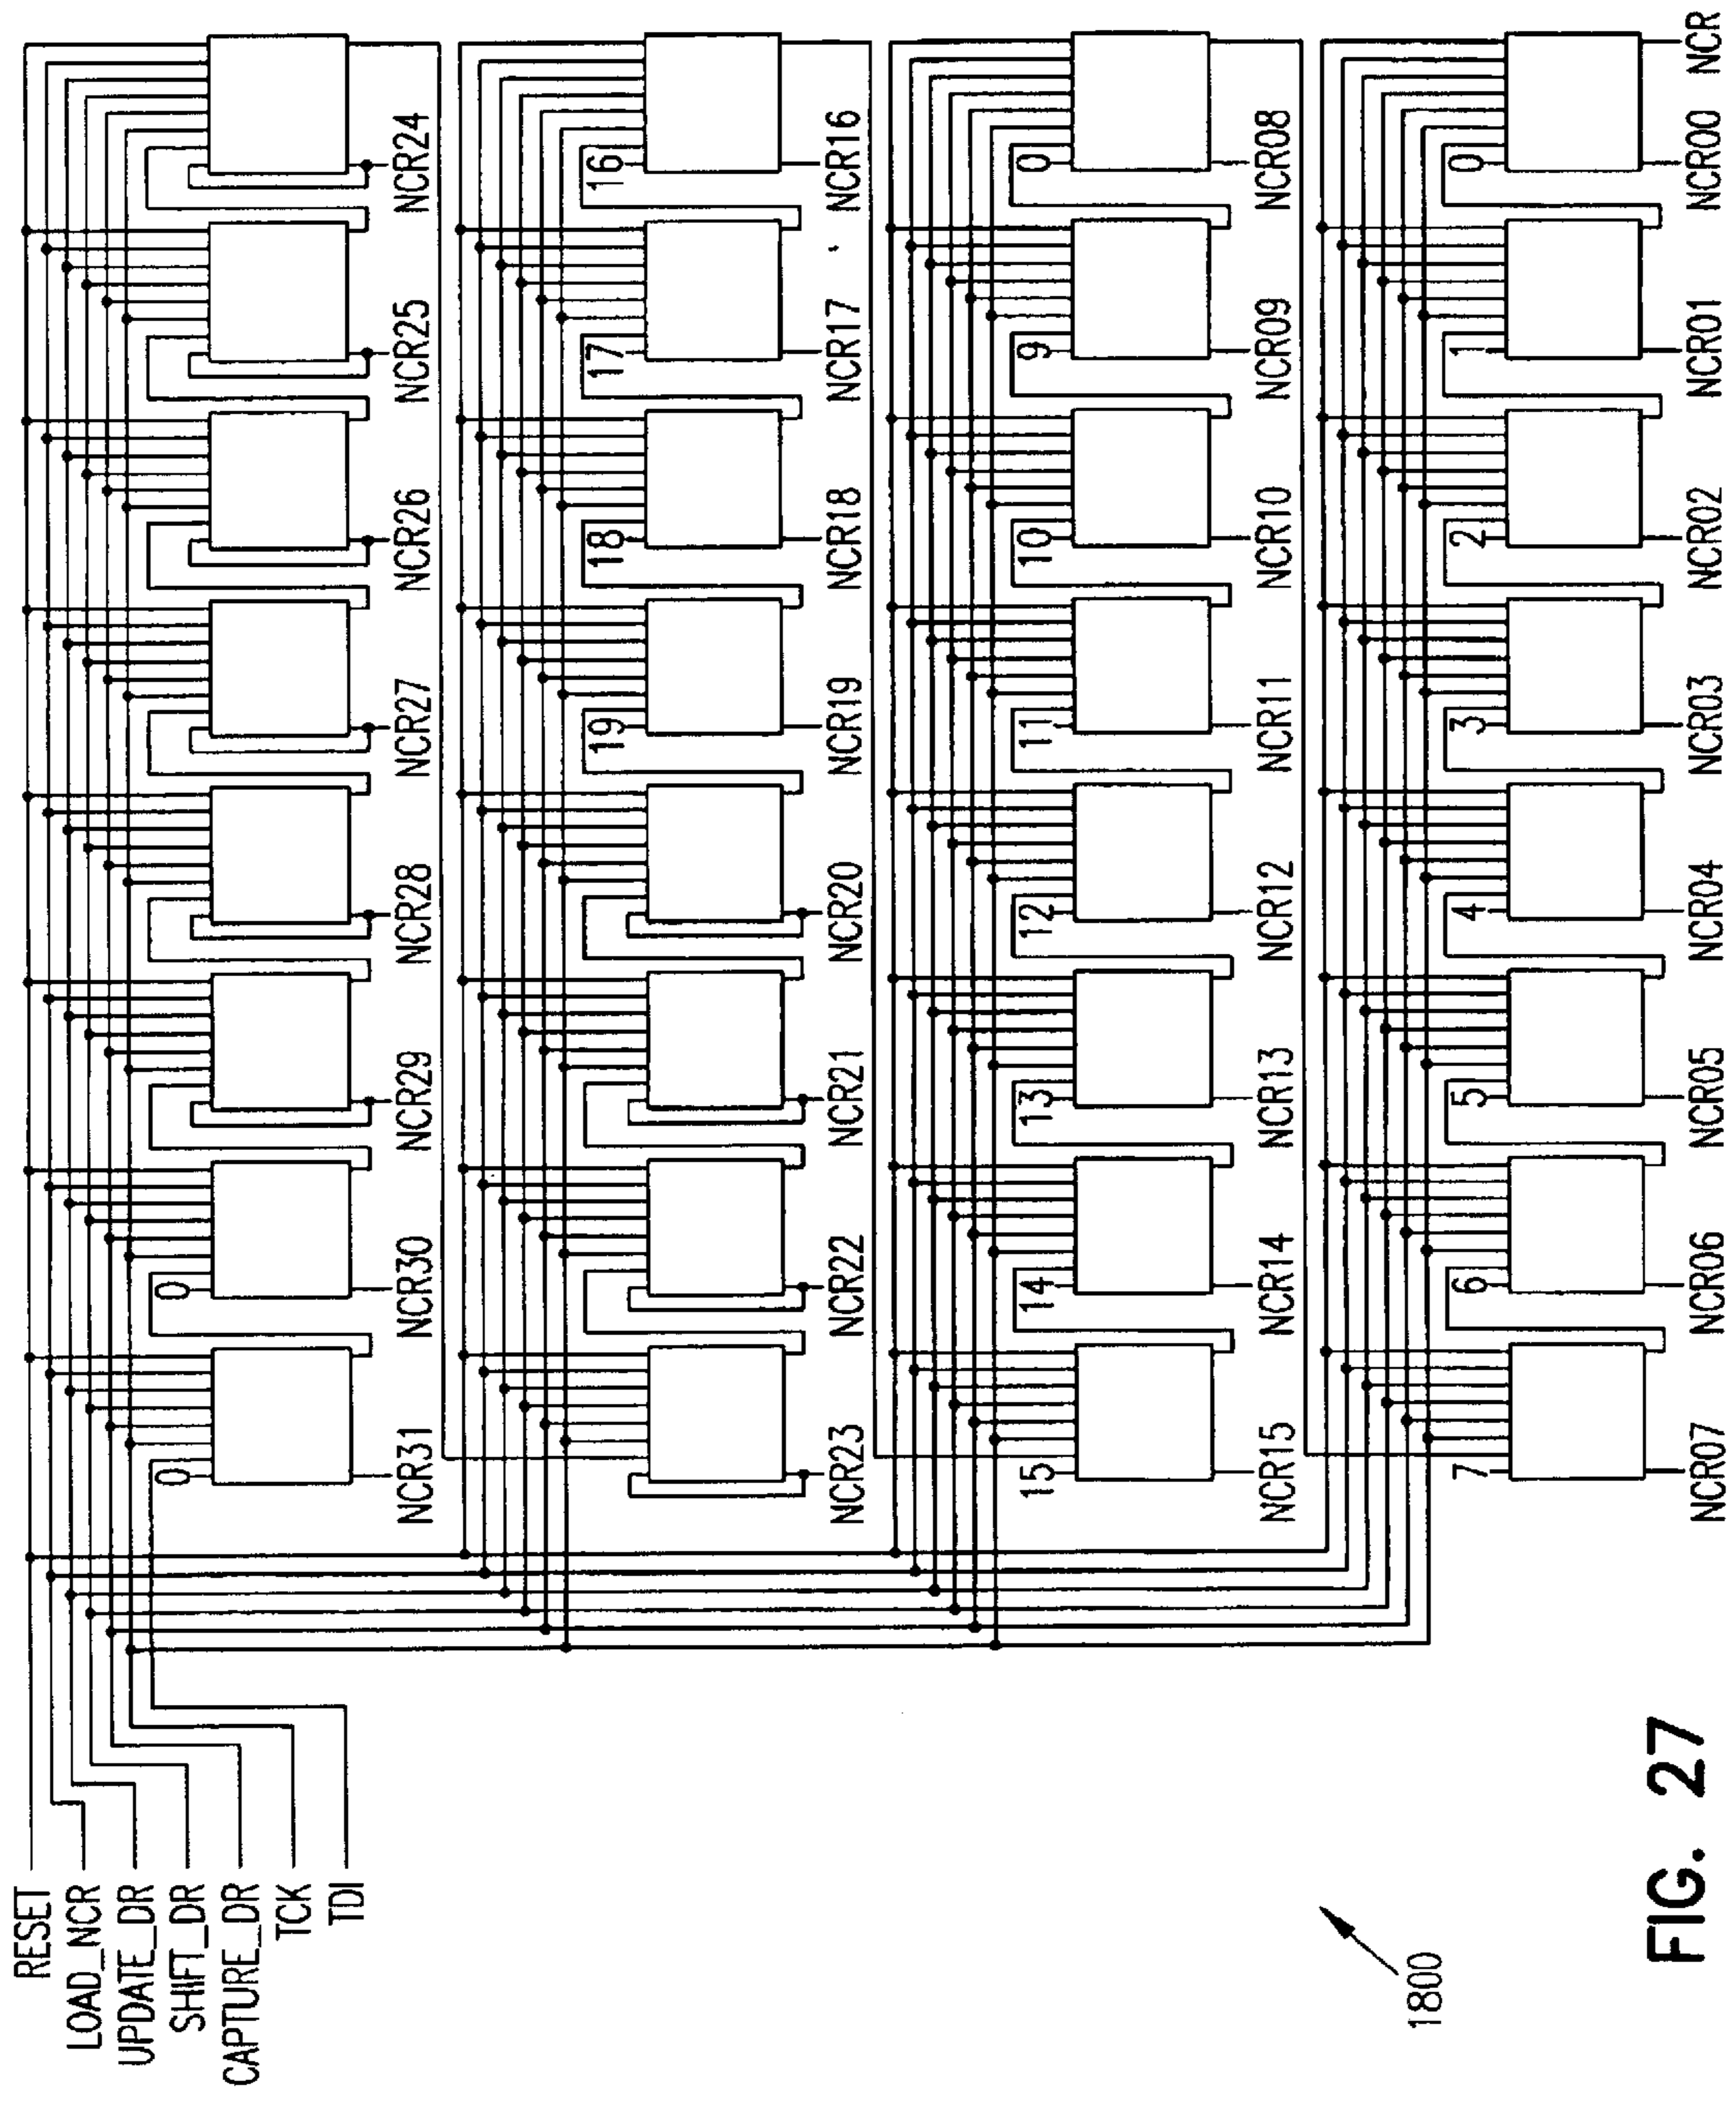 RESET
LOAD_NCR
UPDATE_DR
SHIFT_DR
CAPTURE_DR
TCK
TDI
0 0
NCR31 NCR30 NCR29 NCR28 NCR27 NCR26 NCR25 NCR24
19 18 17 16
NCR23 NCR22 NCR21 NCR20 NCR19 NCR18 NCR17 NCR16
15 14 13 12 11 10 9 0
NCR15 NCR14 NCR13 NCR12 NCR11 NCR10 NCR09 NCR08
7 6 5 4 3 2 1 0
NCR07 NCR06 NCR05 NCR04 NCR03 NCR02 NCR01 NCR00 NCR
1800
FIG. 27